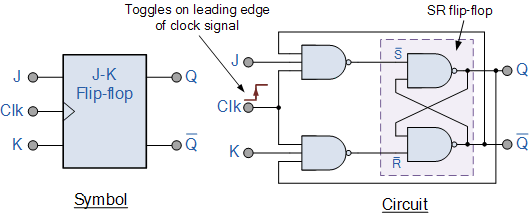 Toggles on leading edge
of clock signal
SR flip-flop
J
Clk
K
J-K
Flip-flop
Q
Q̅
J
Clk
K
S̅
R̅
Q
Q̅
Symbol
Circuit